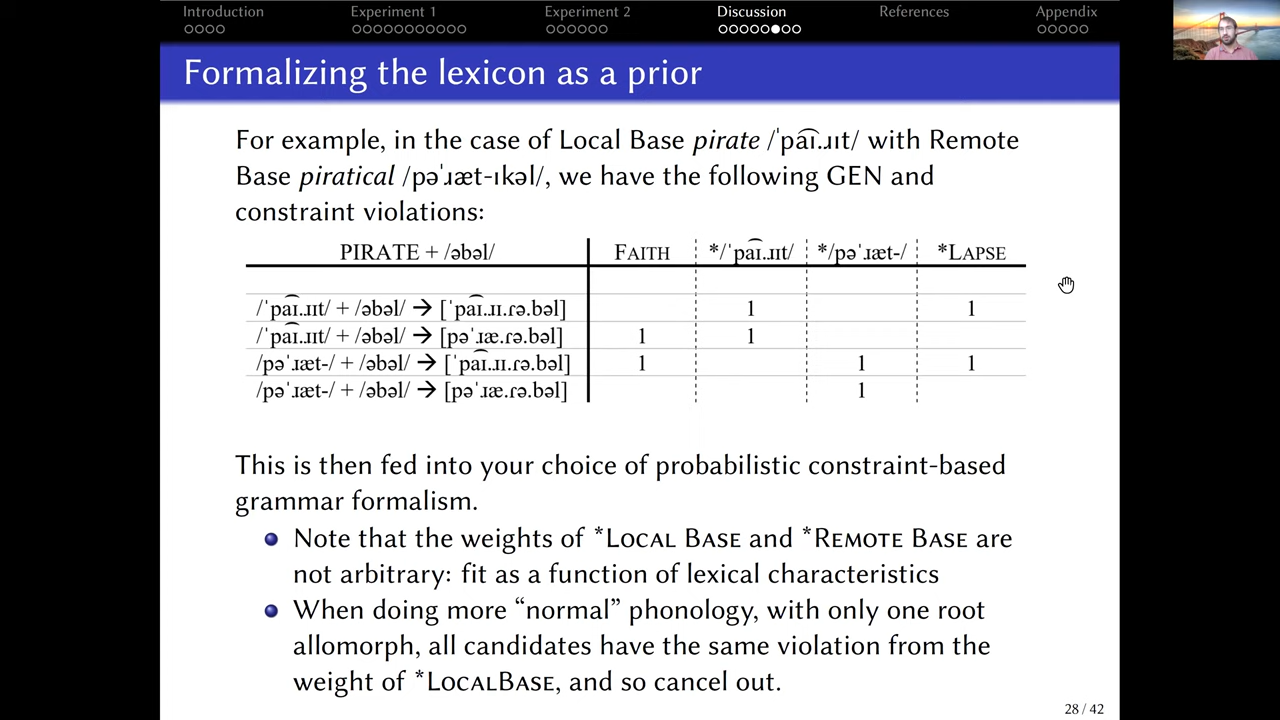 Introduction Experiment 1 Experiment 2 Discussion References Appendix
Formalizing the lexicon as a prior
For example, in the case of Local Base pirate /ˈpa͡ɪ.ɹɪt/ with Remote
Base piratical /pəˈɹæt-ɪkəl/, we have the following GEN and
constraint violations:
PIRATE + /əbəl/ FAITH */ˈpa͡ɪ.ɹɪt/ */pəˈɹæt-/ *LAPSE
/ˈpa͡ɪ.ɹɪt/ + /əbəl/ → [ˈpa͡ɪ.ɹɪ.ɾə.bəl] 1 1
/ˈpa͡ɪ.ɹɪt/ + /əbəl/ → [pəˈɹæ.ɾə.bəl] 1 1
/pəˈɹæt-/ + /əbəl/ → [ˈpa͡ɪ.ɹɪ.ɾə.bəl] 1 1 1
/pəˈɹæt-/ + /əbəl/ → [pəˈɹæ.ɾə.bəl] 1
This is then fed into your choice of probabilistic constraint-based
grammar formalism.
Note that the weights of *LOCAL BASE and *REMOTE BASE are
not arbitrary: fit as a function of lexical characteristics
When doing more “normal” phonology, with only one root
allomorph, all candidates have the same violation from the
weight of *LOCALBASE, and so cancel out.
28 / 42